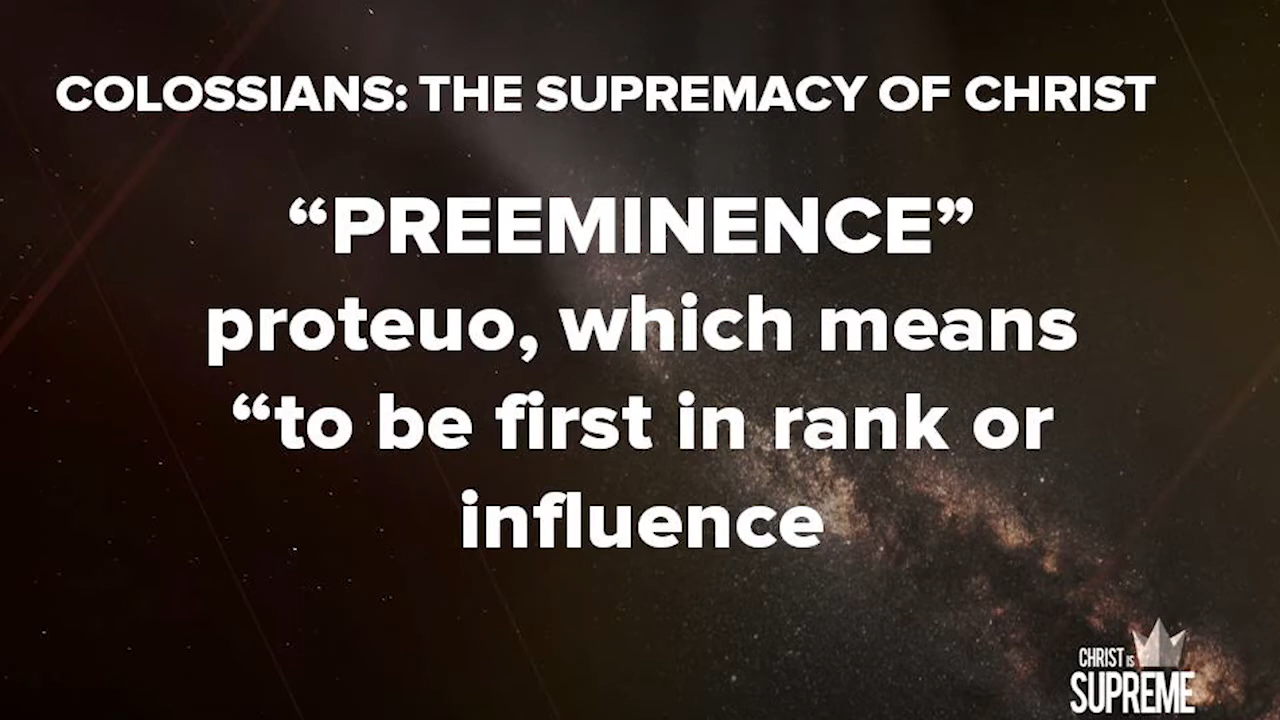 COLOSSIANS: THE SUPREMACY OF CHRIST
“PREEMINENCE”
proteuo, which means
“to be first in rank or
influence
CHRIST IS
SUPREME